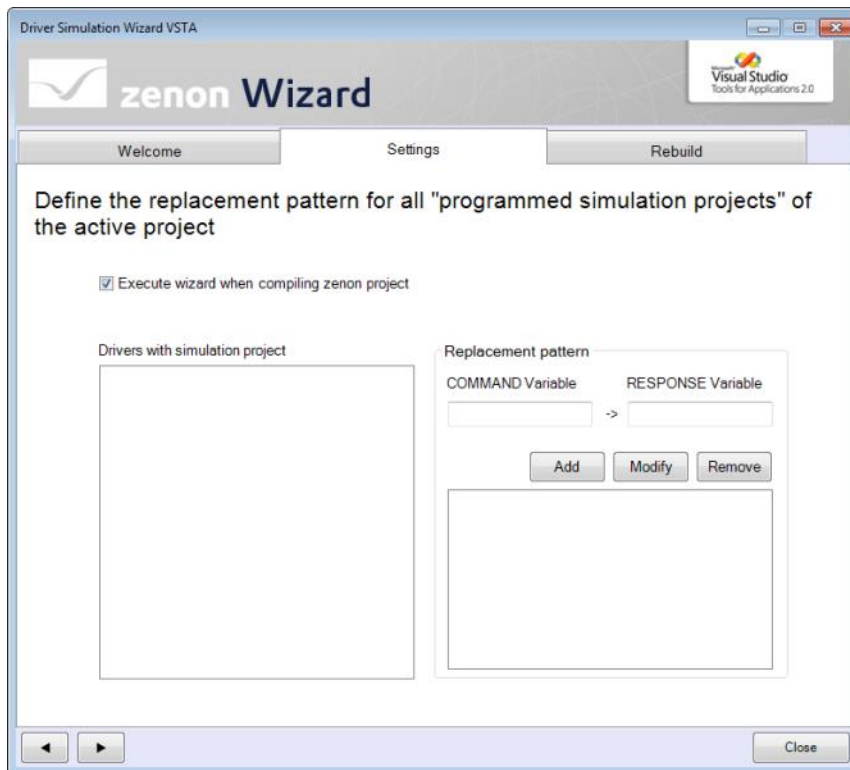 Driver Simulation Wizard VSTA
zenon Wizard
Microsoft
Visual Studio
Tools for Applications 2.0
Welcome
Settings
Rebuild
Define the replacement pattern for all "programmed simulation projects" of
the active project
Execute wizard when compiling zenon project
Drivers with simulation project
Replacement pattern
COMMAND Variable
RESPONSE Variable
->
Add
Modify
Remove
Close